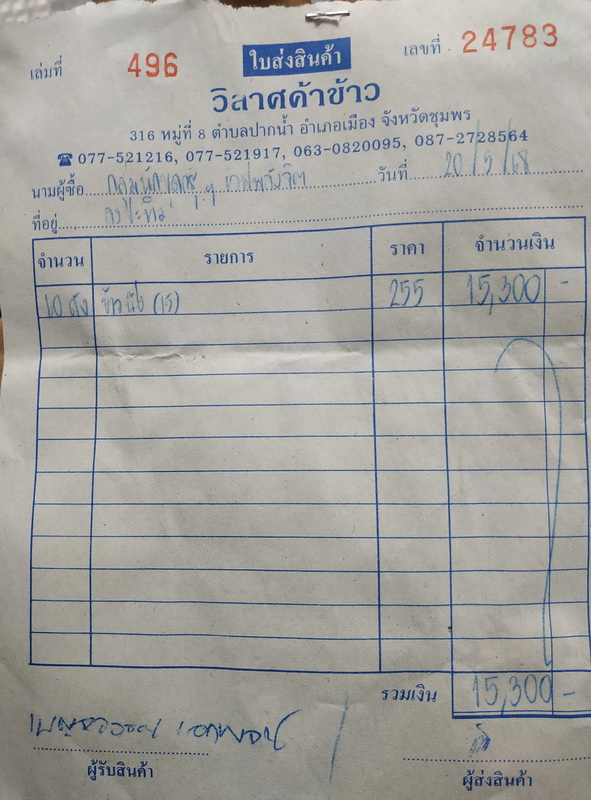 เล่มที่ 496 ใบส่งสินค้า เลขที่ 24783
วิลาศค้าข้าว
316 หมู่ที่ 8 ตำบลปากน้ำ อำเภอเมือง จังหวัดชุมพร
☎ 077-521216, 077-521917, 063-0820095, 087-2728564
นามผู้ซื้อ วันที่ 20/5/68
ที่อยู่
จำนวน รายการ ราคา จำนวนเงิน
(15) 255 15,300 -
รวมเงิน 15,300 -
ผู้รับสินค้า ผู้ส่งสินค้า